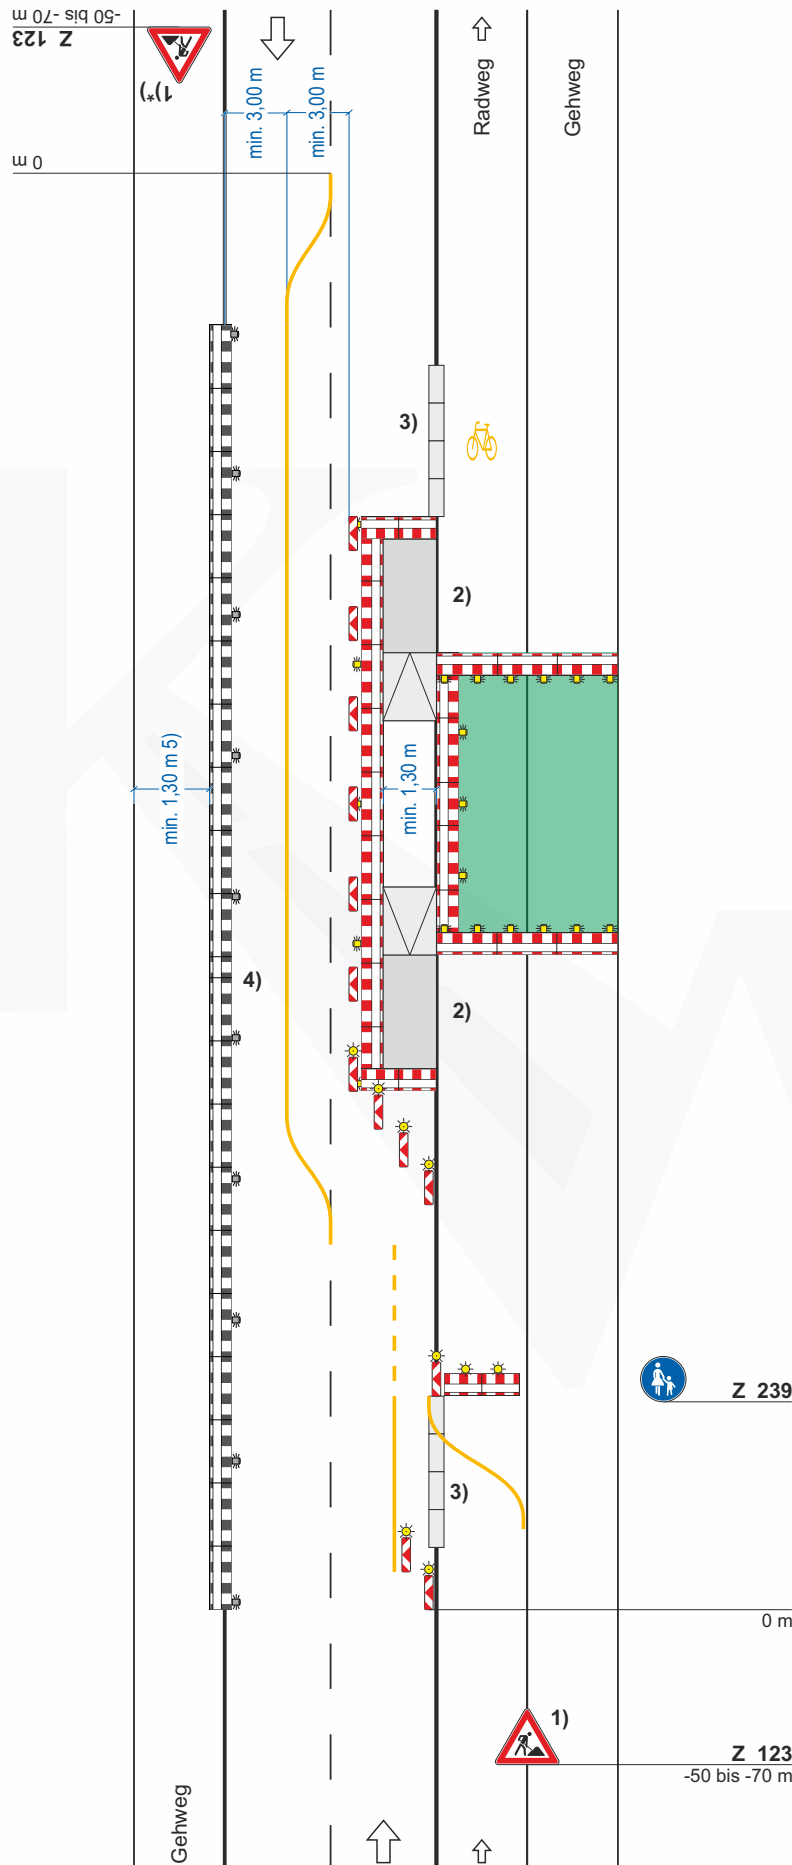 -50 bis -70 m
Z 123
1)*)
0 m
min. 3,00 m
min. 3,00 m
Radweg
Gehweg
3)
2)
min. 1,30 m 5)
min. 1,30 m
4)
2)
Z 239
3)
0 m
1)
Z 123
-50 bis -70 m
Gehweg